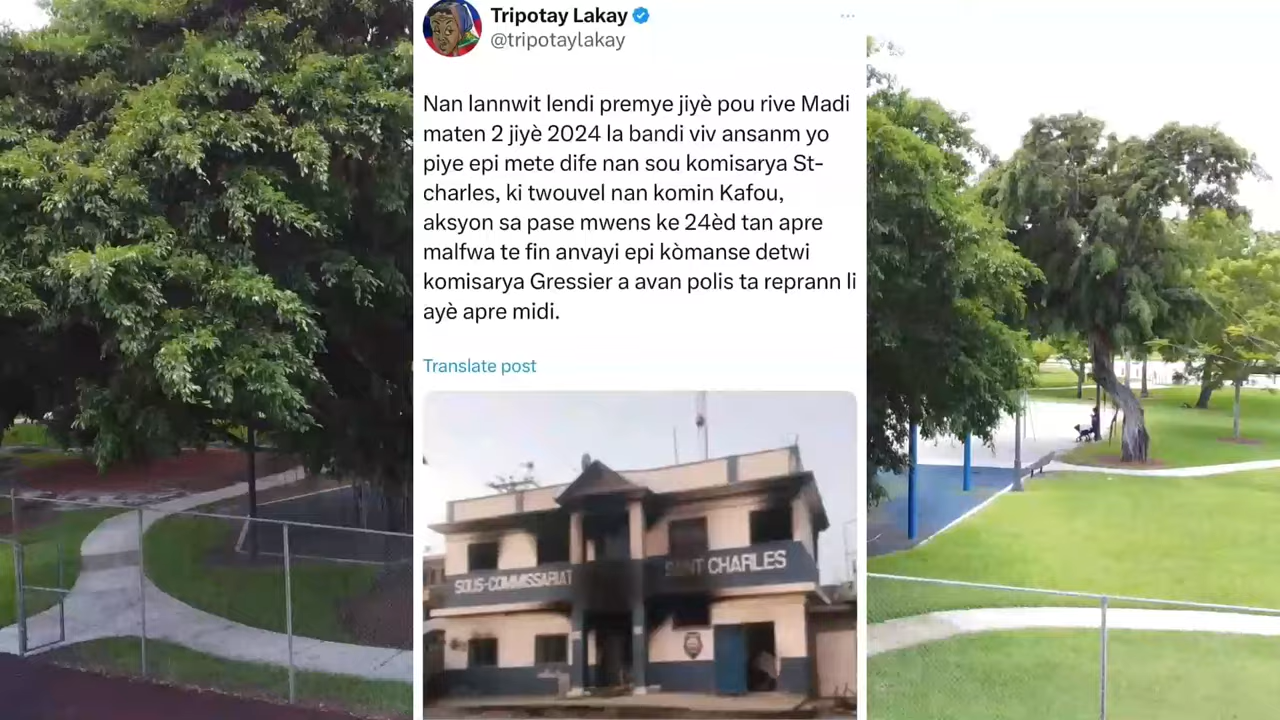 Tripotay Lakay
@tripotaylakay
Nan lannwit lendi premye jiyè pou rive Madi
maten 2 jiyè 2024 la bandi viv ansanm yo
piye epi mete dife nan sou komisarya St-
charles, ki twouvel nan komin Kafou,
aksyon sa pase mwens ke 24èd tan apre
malfwa te fin anvayi epi kòmanse detwi
komisarya Gressier a avan polis ta reprann li
ayè apre midi.
Translate post
SOUS-COMMISSARIAT
SAINT CHARLES